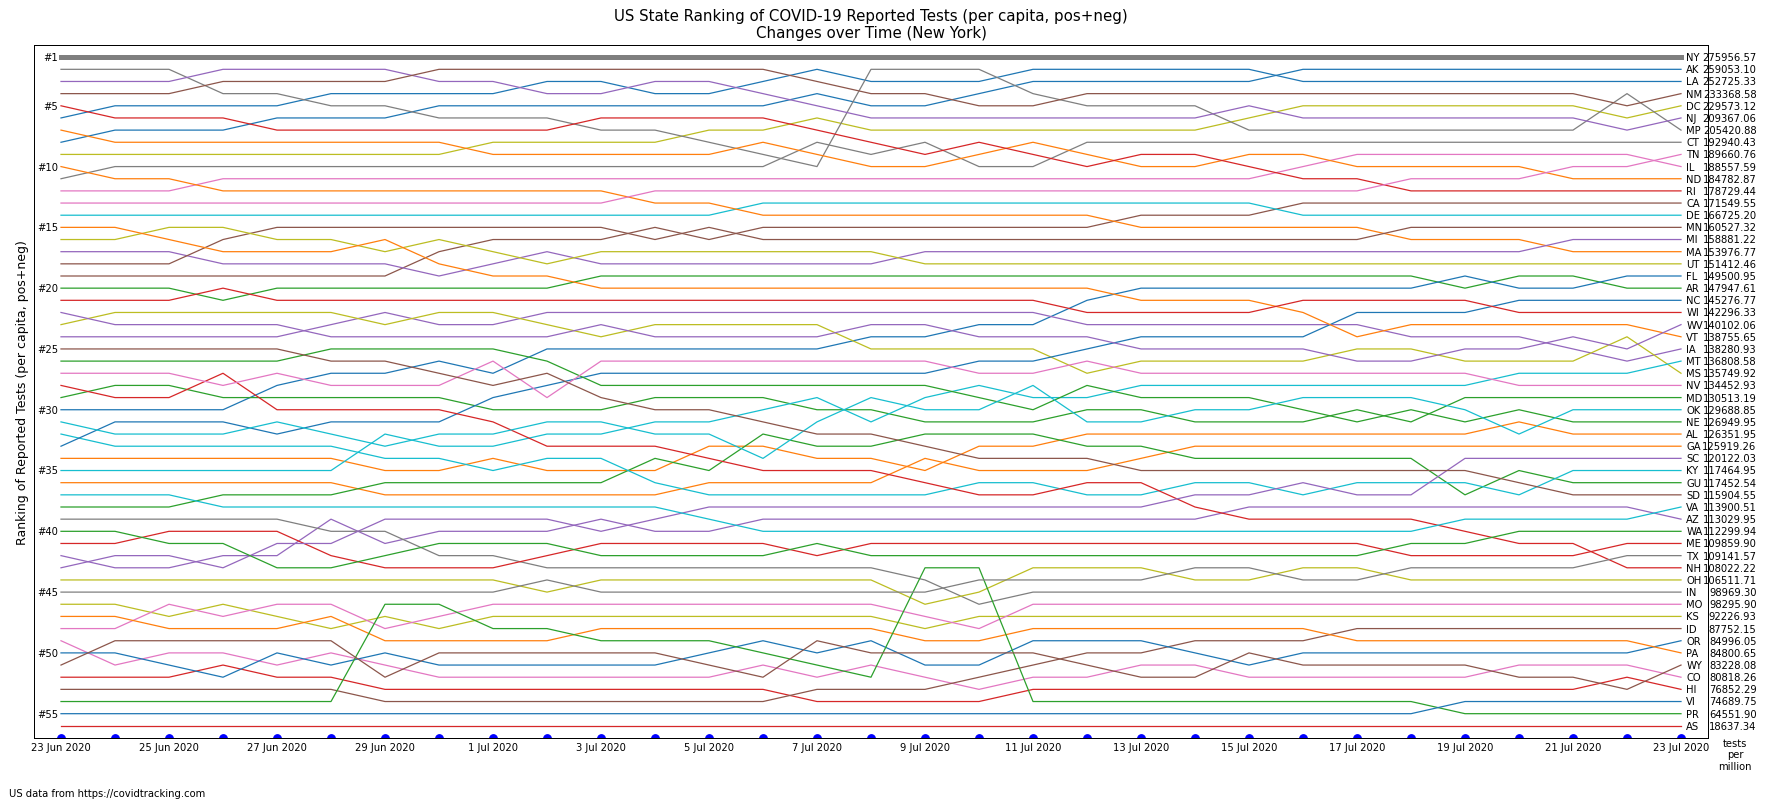 US State Ranking of COVID-19 Reported Tests (per capita, pos+neg)
Changes over Time (New York)
Ranking of Reported Tests (per capita, pos+neg)
#1
#5
#10
#15
#20
#25
#30
#35
#40
#45
#50
#55
NY 275956.57
AK 259053.10
LA 252725.33
NM 233368.58
DC 229573.12
NJ 209367.06
MP 205420.88
CT 192940.43
TN 189660.76
IL 188557.59
ND 184782.87
RI 178729.44
CA 171549.55
DE 166725.20
MN 160527.32
MI 158881.22
MA 153976.77
UT 151412.46
FL 149500.95
AR 147947.61
NC 145276.77
WI 142296.33
WV 140102.06
VT 138755.65
IA 138280.93
MT 136808.58
MS 135749.92
NV 134452.93
MD 130513.19
OK 129688.85
NE 126949.95
AL 126351.95
GA 125919.26
SC 120122.03
KY 117464.95
GU 117452.54
SD 115904.55
VA 113900.51
AZ 113029.95
WA 112299.94
ME 109859.90
TX 109141.57
NH 108022.22
OH 106511.71
IN 98969.30
MO 98295.90
KS 92226.93
ID 87752.15
OR 84996.05
PA 84800.65
WY 83228.08
CO 80818.26
HI 76852.29
VI 74689.75
PR 64551.90
AS 18637.34
23 Jun 2020
25 Jun 2020
27 Jun 2020
29 Jun 2020
1 Jul 2020
3 Jul 2020
5 Jul 2020
7 Jul 2020
9 Jul 2020
11 Jul 2020
13 Jul 2020
15 Jul 2020
17 Jul 2020
19 Jul 2020
21 Jul 2020
23 Jul 2020
tests
per
million
US data from https://covidtracking.com